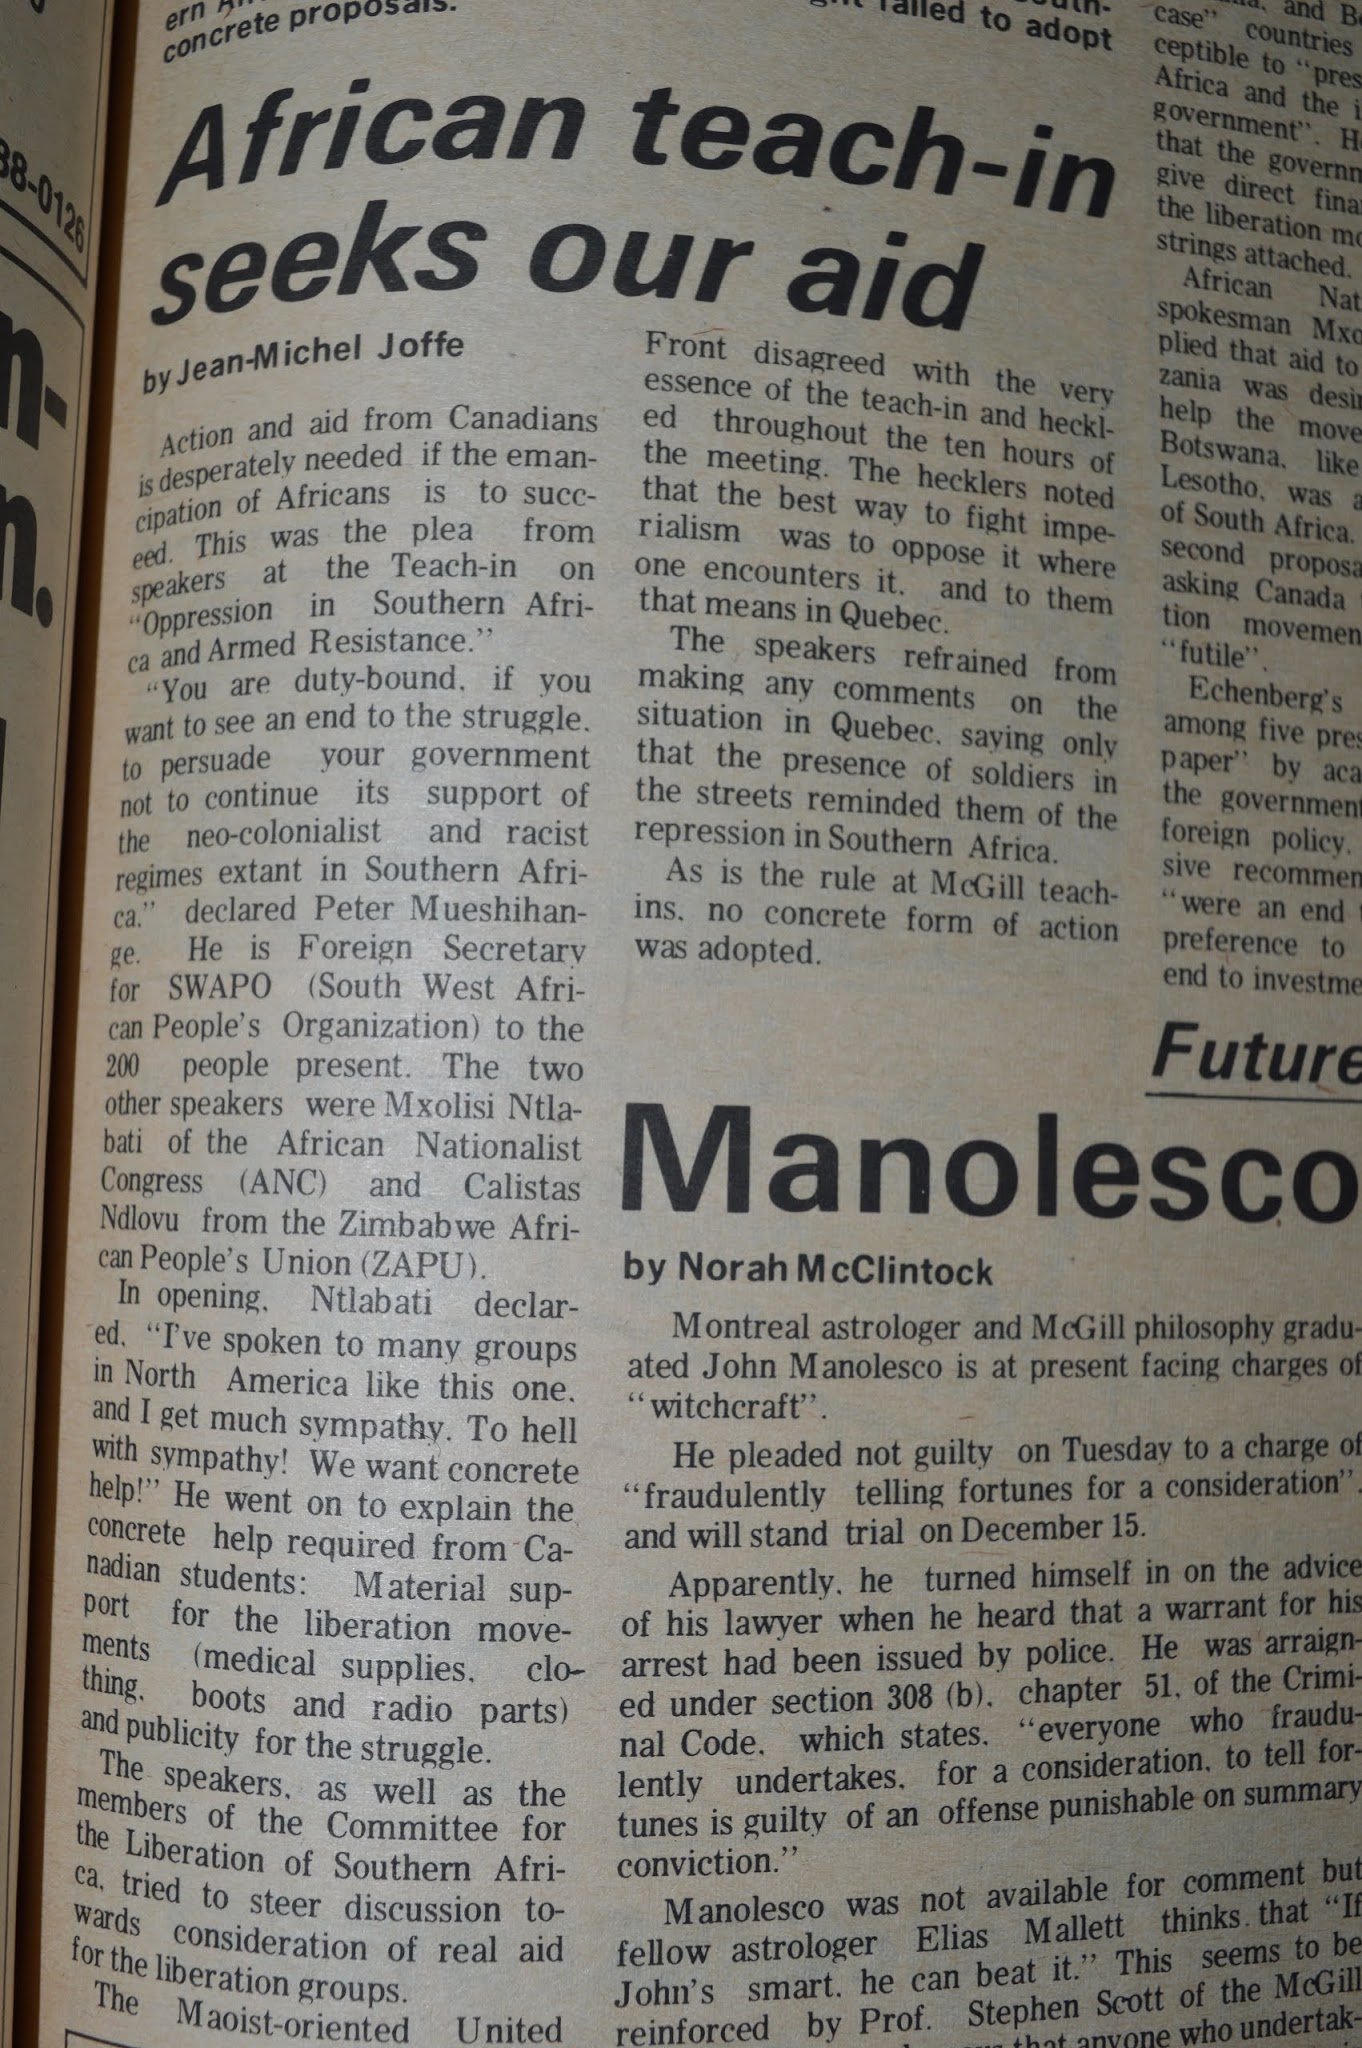 ern
concrete proposals.
failed to adopt
38-0126
African teach-in
seeks our aid
by Jean-Michel Joffe
Action and aid from Canadians
is desperately needed if the eman-
cipation of Africans is to succ-
eed. This was the plea from
speakers at the Teach-in on
“Oppression in Southern Afri-
ca and Armed Resistance.”
“You are duty-bound, if you
want to see an end to the struggle,
to persuade your government
not to continue its support of
the neo-colonialist and racist
regimes extant in Southern Afri-
ca.” declared Peter Mueshihan-
ge. He is Foreign Secretary
for SWAPO (South West Afri-
can People's Organization) to the
200 people present. The two
other speakers were Mxolisi Ntla-
bati of the African Nationalist
Congress (ANC) and Calistas
Ndlovu from the Zimbabwe Afri-
can People's Union (ZAPU).
In opening, Ntlabati declar-
ed, “I've spoken to many groups
in North America like this one,
and I get much sympathy. To hell
with sympathy! We want concrete
help!” He went on to explain the
concrete help required from Ca-
nadian students: Material sup-
port for the liberation move-
ments (medical supplies, clo-
thing, boots and radio parts)
and publicity for the struggle.
The speakers, as well as the
members of the Committee for
the Liberation of Southern Afri-
ca, tried to steer discussion to-
wards consideration of real aid
for the liberation groups.
The Maoist-oriented United
Front disagreed with the very
essence of the teach-in and heckl-
ed throughout the ten hours of
the meeting. The hecklers noted
that the best way to fight impe-
rialism was to oppose it where
one encounters it, and to them
that means in Quebec.
The speakers refrained from
making any comments on the
situation in Quebec, saying only
that the presence of soldiers in
the streets reminded them of the
repression in Southern Africa.
As is the rule at McGill teach-
ins, no concrete form of action
was adopted.
and
case” countries
ceptible to “pres
Africa and the i
government”. H
that the governm
give direct fina
the liberation mo
strings attached.
African Nat
spokesman Mxo
plied that aid to
zania was desi
help the move
Botswana, like
Lesotho, was a
of South Africa.
second proposa
asking Canada
tion movemen
“futile”.
Echenberg's
among five pres
paper” by aca
the government
foreign policy.
sive recommen
“were an end
preference to
end to investme
Future
Manolesco
by Norah McClintock
Montreal astrologer and McGill philosophy gradu-
ated John Manolesco is at present facing charges of
“witchcraft”.
He pleaded not guilty on Tuesday to a charge of
“fraudulently telling fortunes for a consideration”,
and will stand trial on December 15.
Apparently, he turned himself in on the advice
of his lawyer when he heard that a warrant for his
arrest had been issued by police. He was arraign-
ed under section 308 (b), chapter 51, of the Crimi-
nal Code, which states, “everyone who fraudu-
lently undertakes, for a consideration, to tell for-
tunes is guilty of an offense punishable on summary
conviction.”
Manolesco was not available for comment but
fellow astrologer Elias Mallett thinks that “If
John's smart, he can beat it.” This seems to be
reinforced by Prof. Stephen Scott of the McGill
that anyone who undertak-